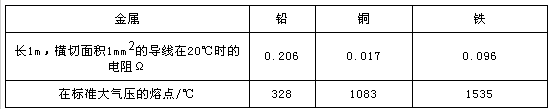 金属 铅 铜 铁
长1m，横切面积1mm²的导线在20℃时的
电阻Ω 0.206 0.017 0.096
在标准大气压的熔点/℃ 328 1083 1535